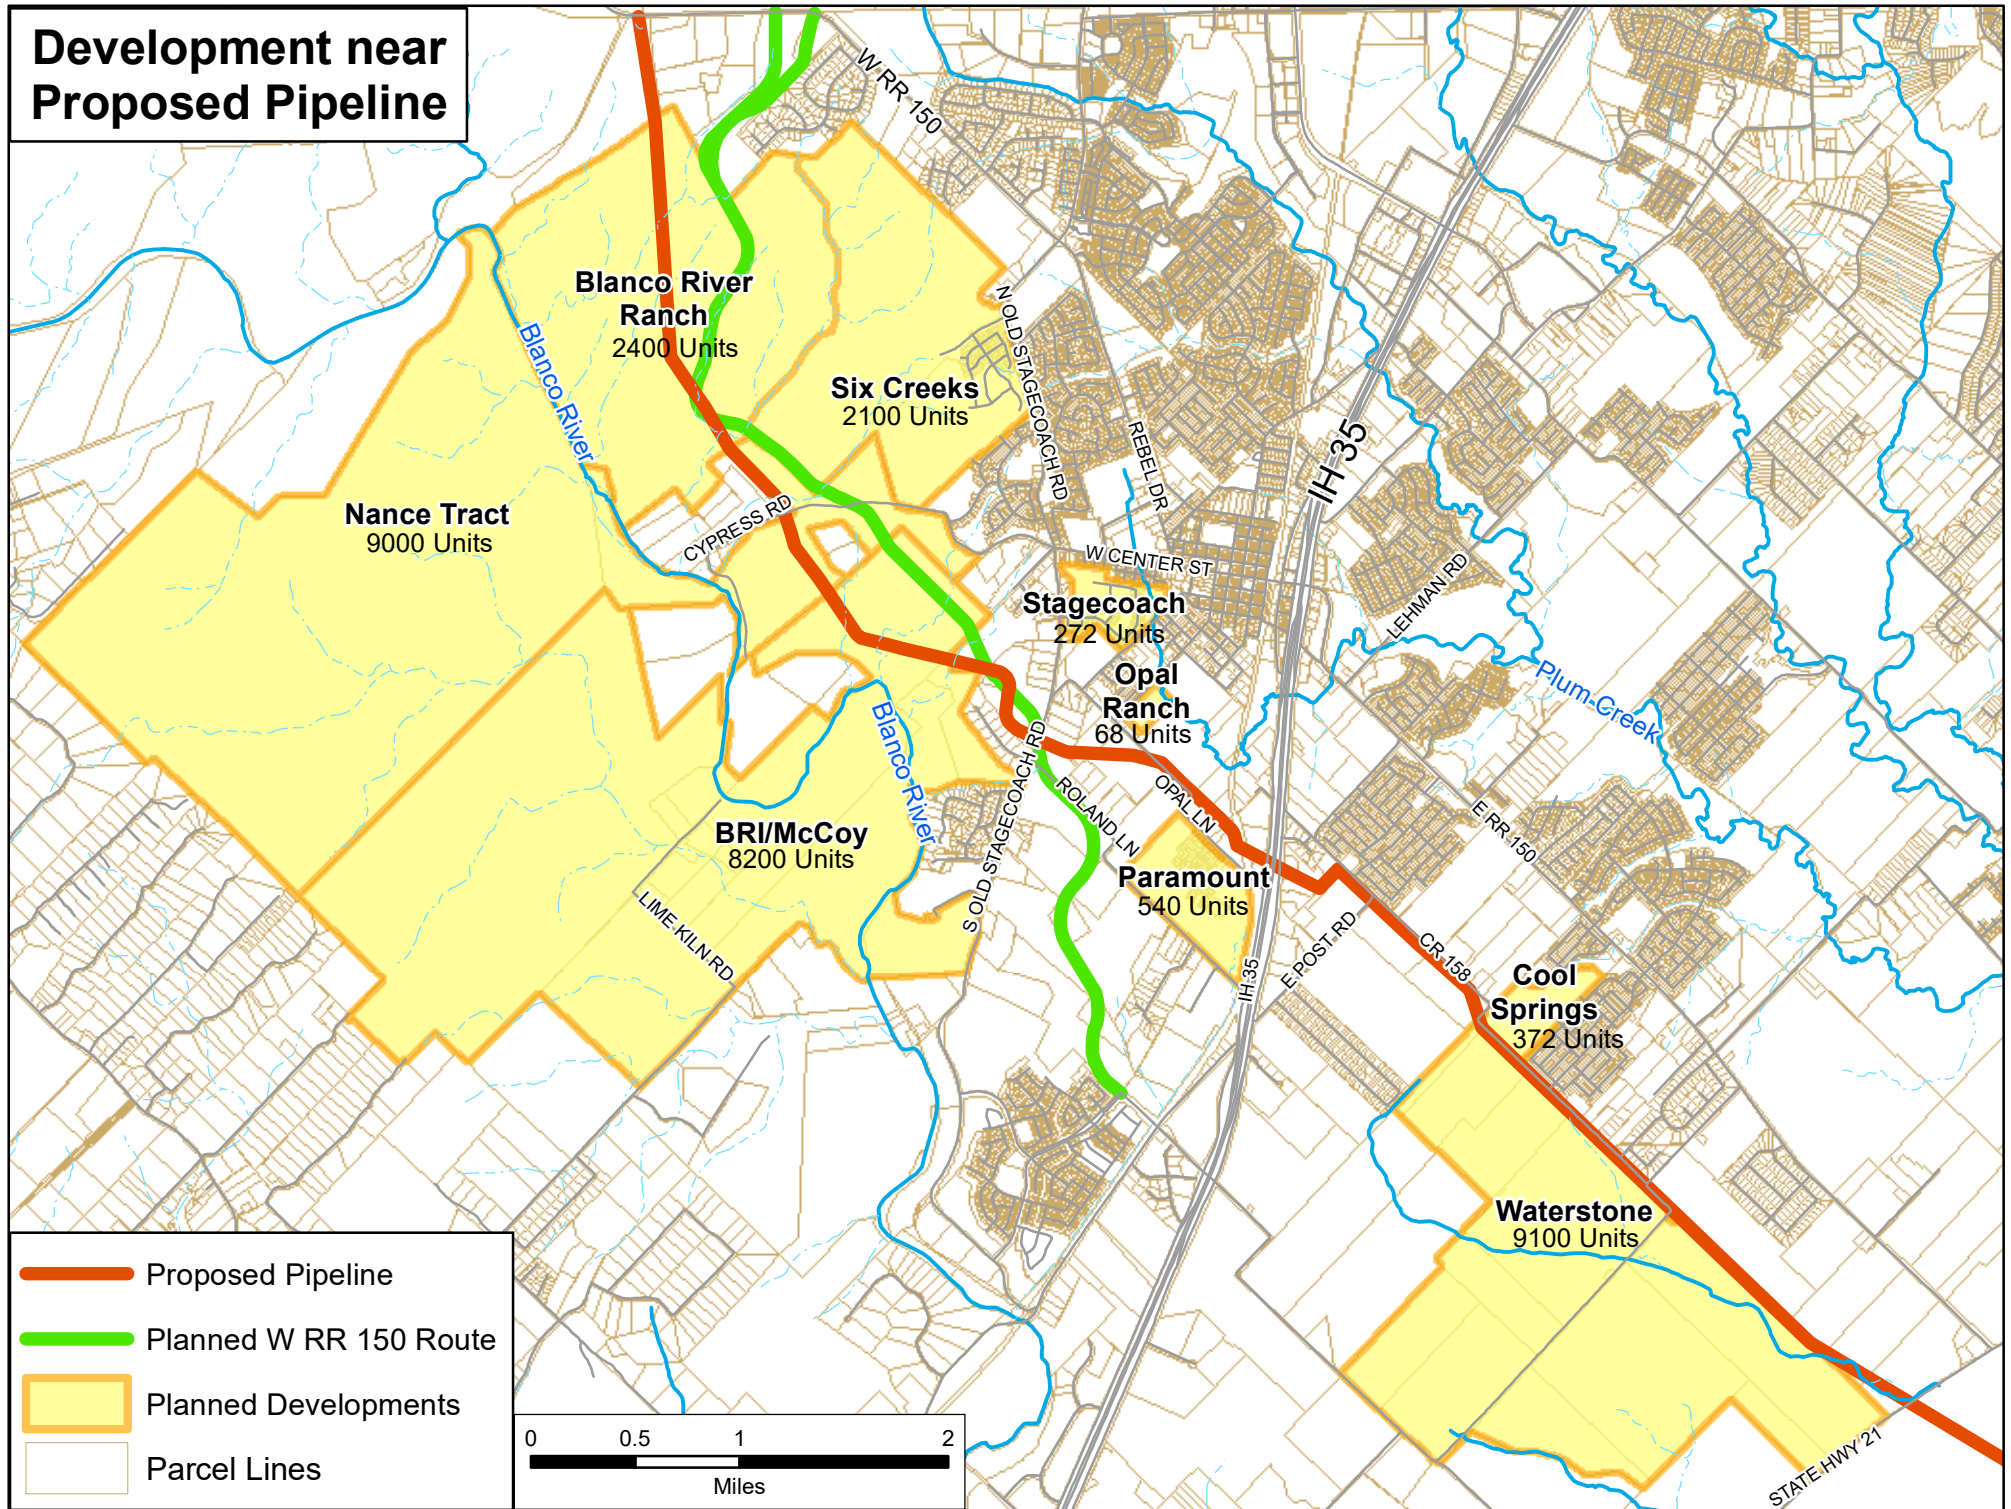 Development near
Proposed Pipeline
W RR 150
Blanco River
Ranch
2400 Units
Blanco River
Six Creeks
2100 Units
N OLD STAGECOACH RD
REBEL DR
IH 35
Nance Tract
9000 Units
CYPRESS RD
W CENTER ST
LEHMAN RD
Stagecoach
272 Units
Opal
Ranch
68 Units
Plum Creek
Blanco River
S OLD STAGECOACH RD
ROLAND LN
OPAL LN
E RR 150
BRI/McCoy
8200 Units
LIME KILN RD
Paramount
540 Units
IH 35
E POST RD
CR 158
Cool
Springs
372 Units
Waterstone
9100 Units
STATE HWY 21
Proposed Pipeline
Planned W RR 150 Route
Planned Developments
Parcel Lines
0 0.5 1 2
Miles